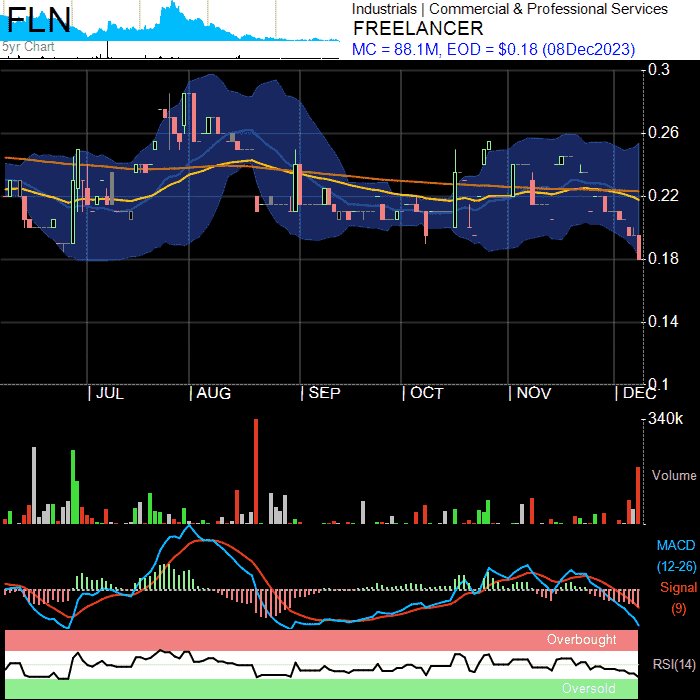 FLN
5yr Chart
Industrials | Commercial & Professional Services
FREELANCER
MC = 88.1M, EOD = $0.18 (08Dec2023)
0.3
0.26
0.22
0.18
0.14
0.1
JUL
AUG
SEP
OCT
NOV
DEC
340k
Volume
MACD
(12-26)
Signal
(9)
Overbought
RSI(14)
Oversold